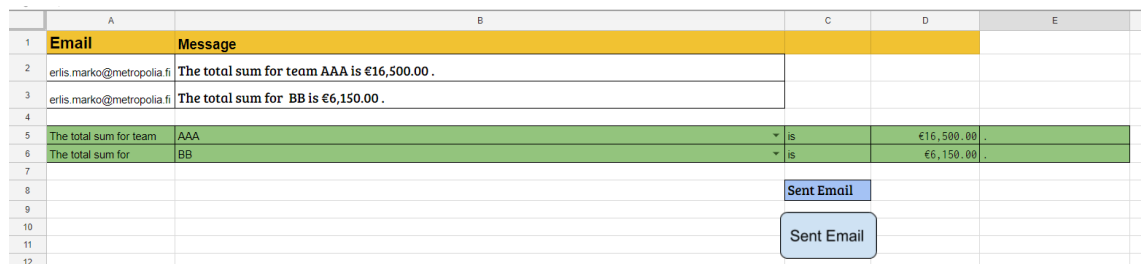 A B C D E
1 Email Message
2 erlis.marko@metropolia.fi The total sum for team AAA is €16,500.00 .
3 erlis.marko@metropolia.fi The total sum for  BB is €6,150.00 .
4
5 The total sum for team AAA is €16,500.00 .
6 The total sum for BB is €6,150.00 .
7
8 Sent Email
9
10
Sent Email
11
12